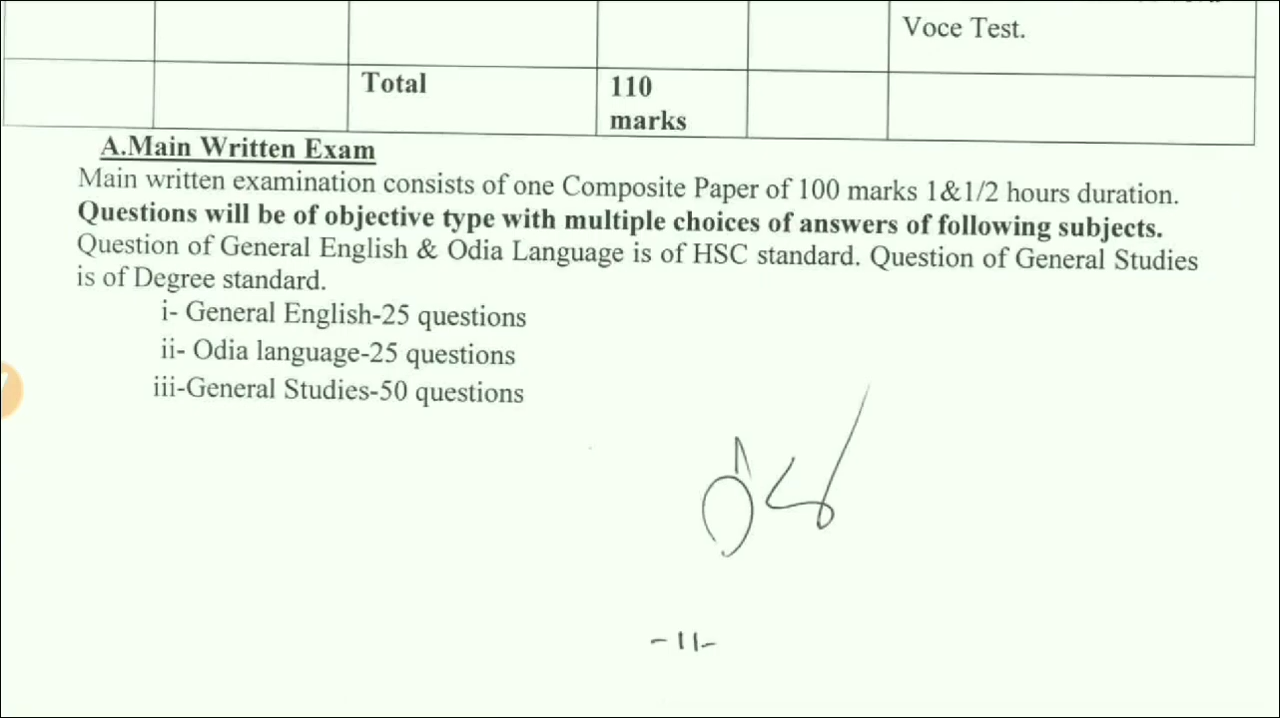 Voce Test.
Total
110
marks
A.Main Written Exam
Main written examination consists of one Composite Paper of 100 marks 1&1/2 hours duration.
Questions will be of objective type with multiple choices of answers of following subjects.
Question of General English & Odia Language is of HSC standard. Question of General Studies
is of Degree standard.
i- General English-25 questions
ii- Odia language-25 questions
iii-General Studies-50 questions
-11-